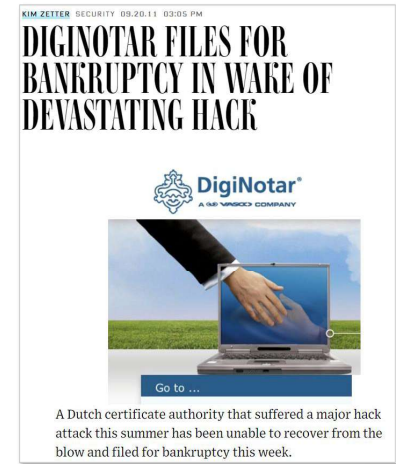 KIM ZETTER SECURITY 09.20.11 03:05 PM
DIGINOTAR FILES FOR
BANKRUPTCY IN WAKE OF
DEVASTATING HACK
DigiNotar®
A VASCO COMPANY
Go to ...
A Dutch certificate authority that suffered a major hack
attack this summer has been unable to recover from the
blow and filed for bankruptcy this week.